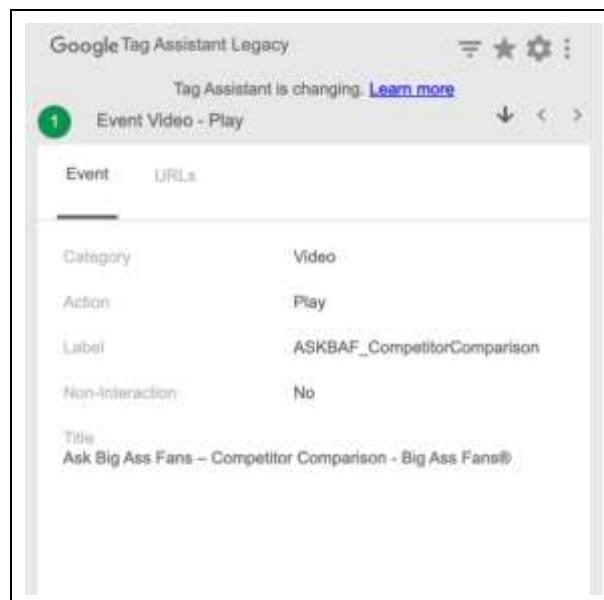 Google Tag Assistant Legacy
Tag Assistant is changing. Learn more
1 Event Video - Play
Event URLs
Category Video
Action Play
Label ASKBAF_CompetitorComparison
Non-Interaction No
Title
Ask Big Ass Fans – Competitor Comparison - Big Ass Fans®